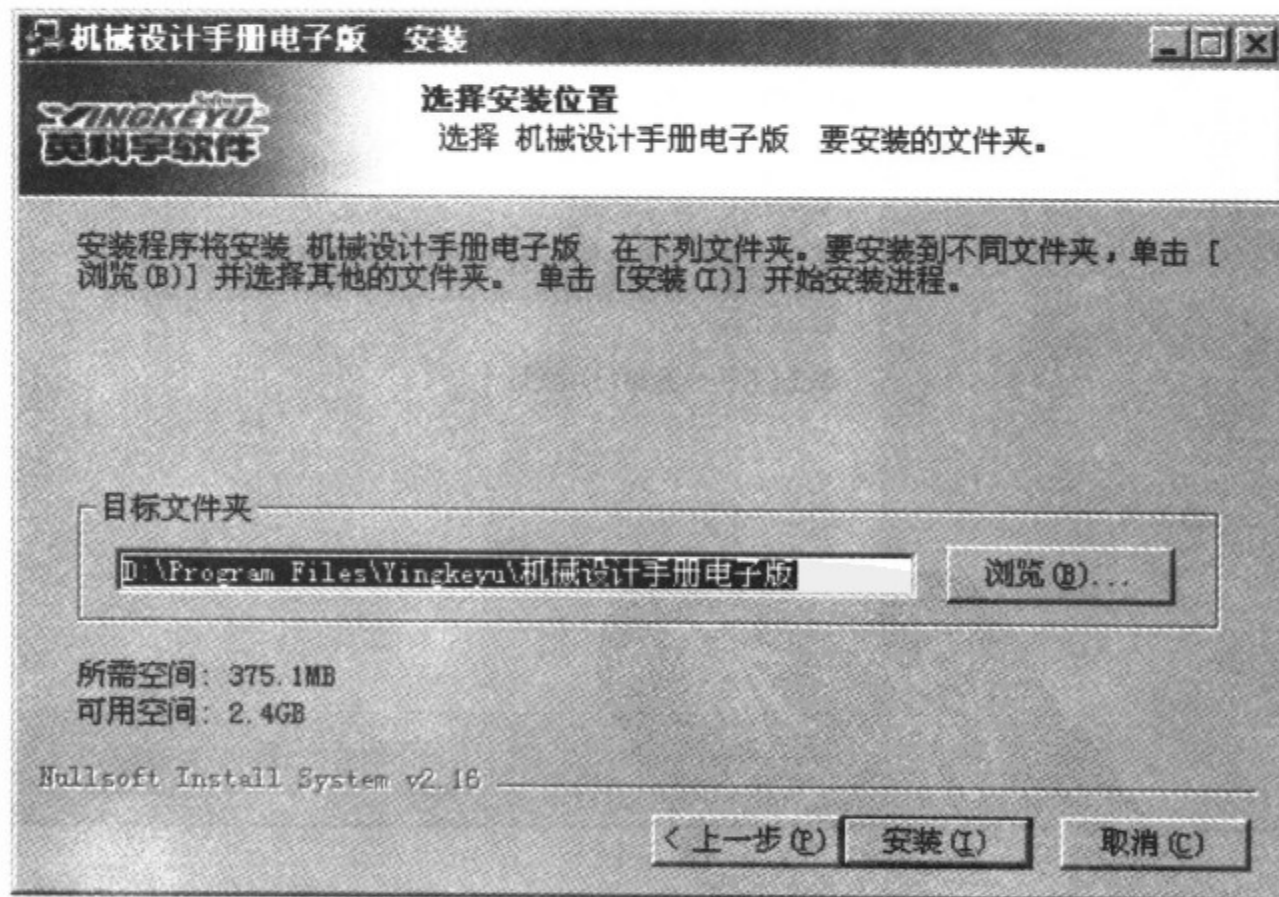 机械设计手册电子版 安装
Software
YINGKEYU
英科宇软件
选择安装位置
选择 机械设计手册电子版 要安装的文件夹。
安装程序将安装 机械设计手册电子版 在下列文件夹。要安装到不同文件夹，单击 [
浏览(B)] 并选择其他的文件夹。 单击 [安装(I)] 开始安装进程。
目标文件夹
D:\Program Files\Yingkeyu\机械设计手册电子版
浏览(B)...
所需空间: 375.1MB
可用空间: 2.4GB
Nullsoft Install System v2.16
< 上一步(P)
安装(I)
取消(C)